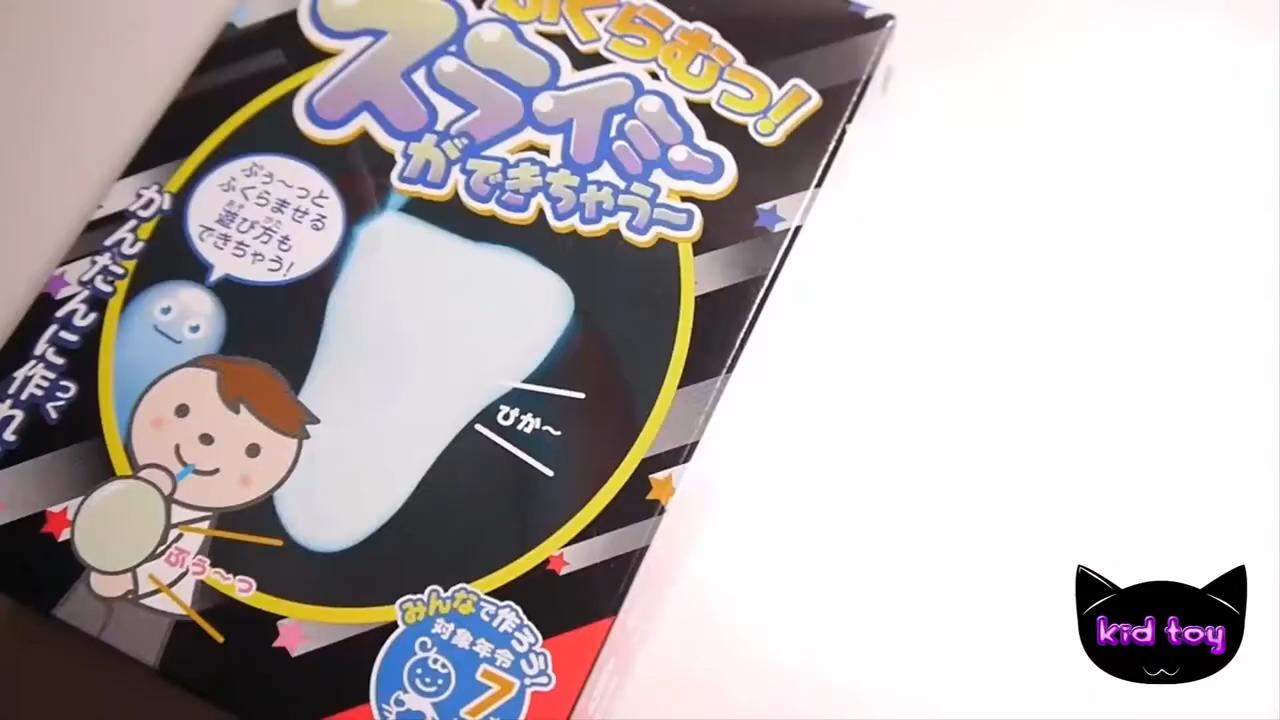 ふくらむっ!
スライム
ができちゃう~
ぷぅ~っと
ふくらませる
遊び方も
できちゃう!
かんたんに作れ
つく
ぴか~
ぷぅ~っ
みんなで作ろう!
対象年令
7
kid toy